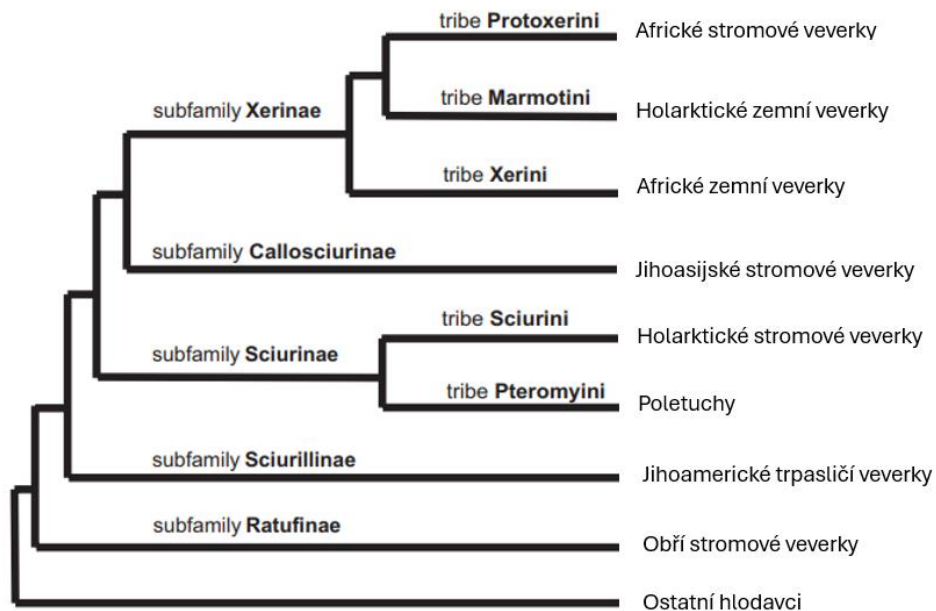 tribe Protoxerini
Africké stromové veverky
tribe Marmotini
Holarktické zemní veverky
subfamily Xerinae
tribe Xerini
Africké zemní veverky
subfamily Callosciurinae
Jihoasijské stromové veverky
tribe Sciurini
Holarktické stromové veverky
subfamily Sciurinae
tribe Pteromyini
Poletuchy
subfamily Sciurillinae
Jihoamerické trpasličí veverky
subfamily Ratufinae
Obří stromové veverky
Ostatní hlodavci